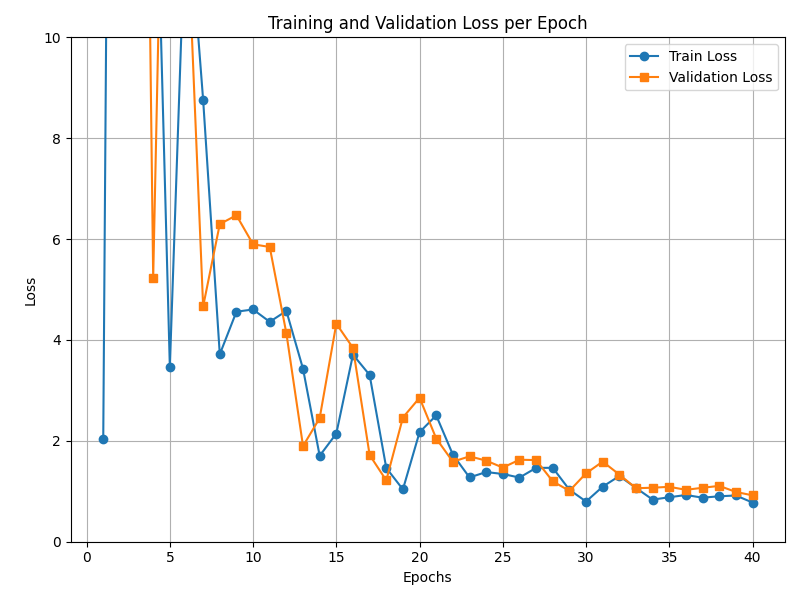 Training and Validation Loss per Epoch
Train Loss
Validation Loss
10
8
6
4
2
0
Loss
0 5 10 15 20 25 30 35 40
Epochs